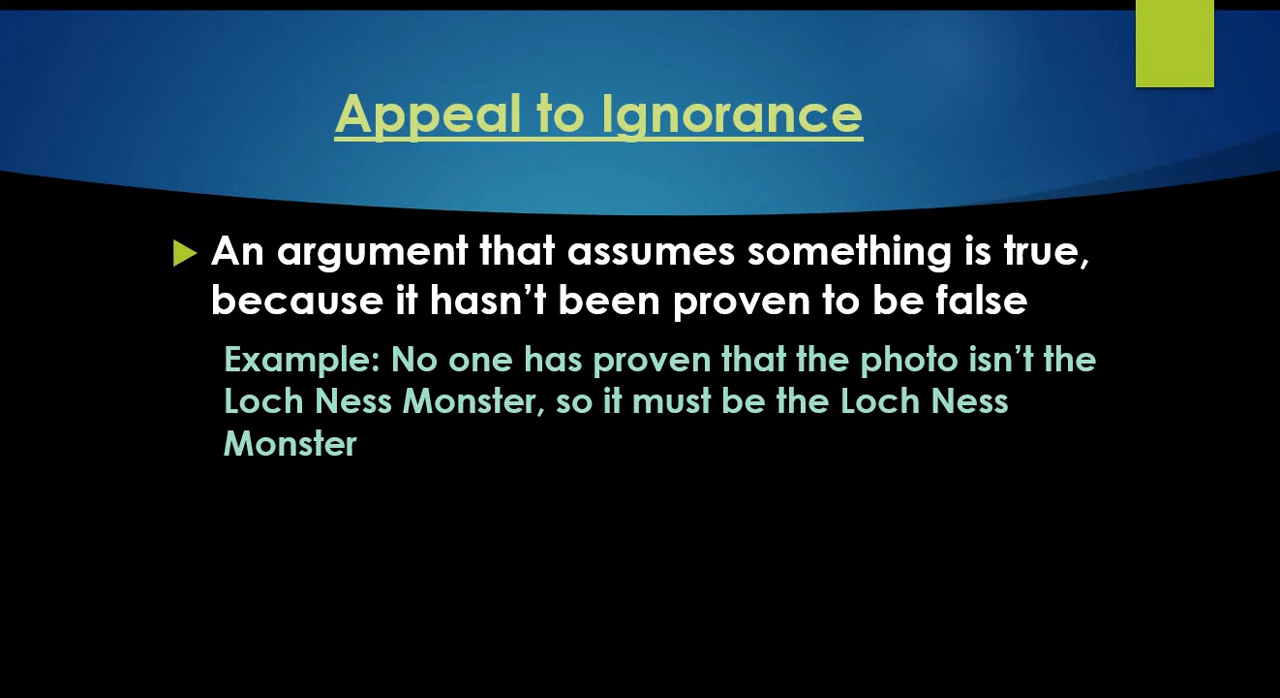 Appeal to Ignorance
An argument that assumes something is true,
because it hasn’t been proven to be false
Example: No one has proven that the photo isn’t the
Loch Ness Monster, so it must be the Loch Ness
Monster